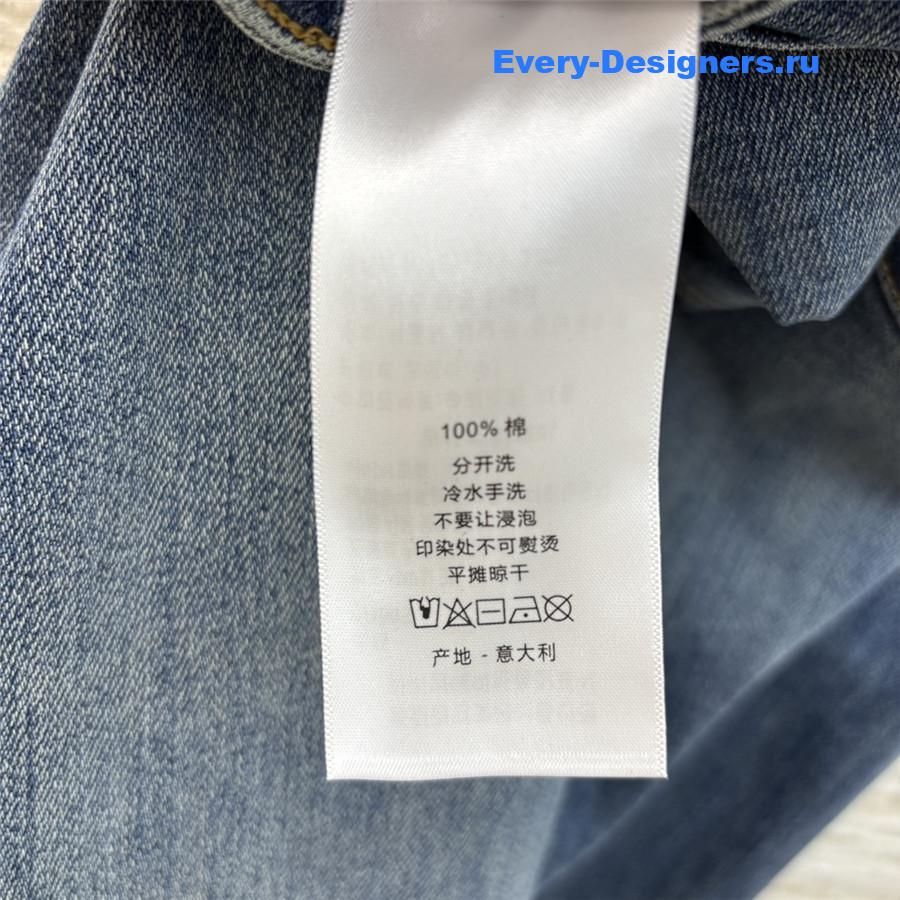 Every-Designers.ru
100% 棉
分开洗
冷水手洗
不要让浸泡
印染处不可熨烫
平摊晾干
产地 - 意大利